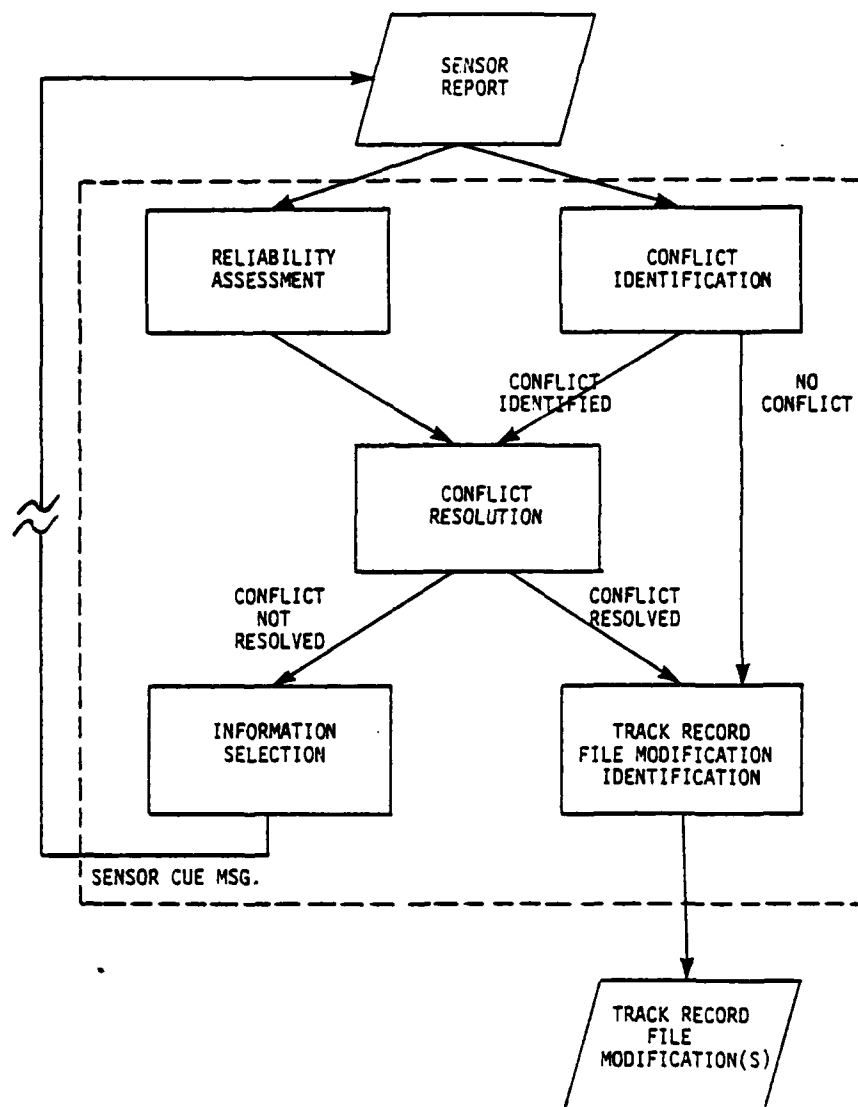 SENSOR
REPORT
RELIABILITY
ASSESSMENT
CONFLICT
IDENTIFICATION
CONFLICT
IDENTIFIED
NO
CONFLICT
CONFLICT
RESOLUTION
CONFLICT
NOT
RESOLVED
CONFLICT
RESOLVED
INFORMATION
SELECTION
TRACK RECORD
FILE MODIFICATION
IDENTIFICATION
SENSOR CUE MSG.
TRACK RECORD
FILE
MODIFICATION(S)